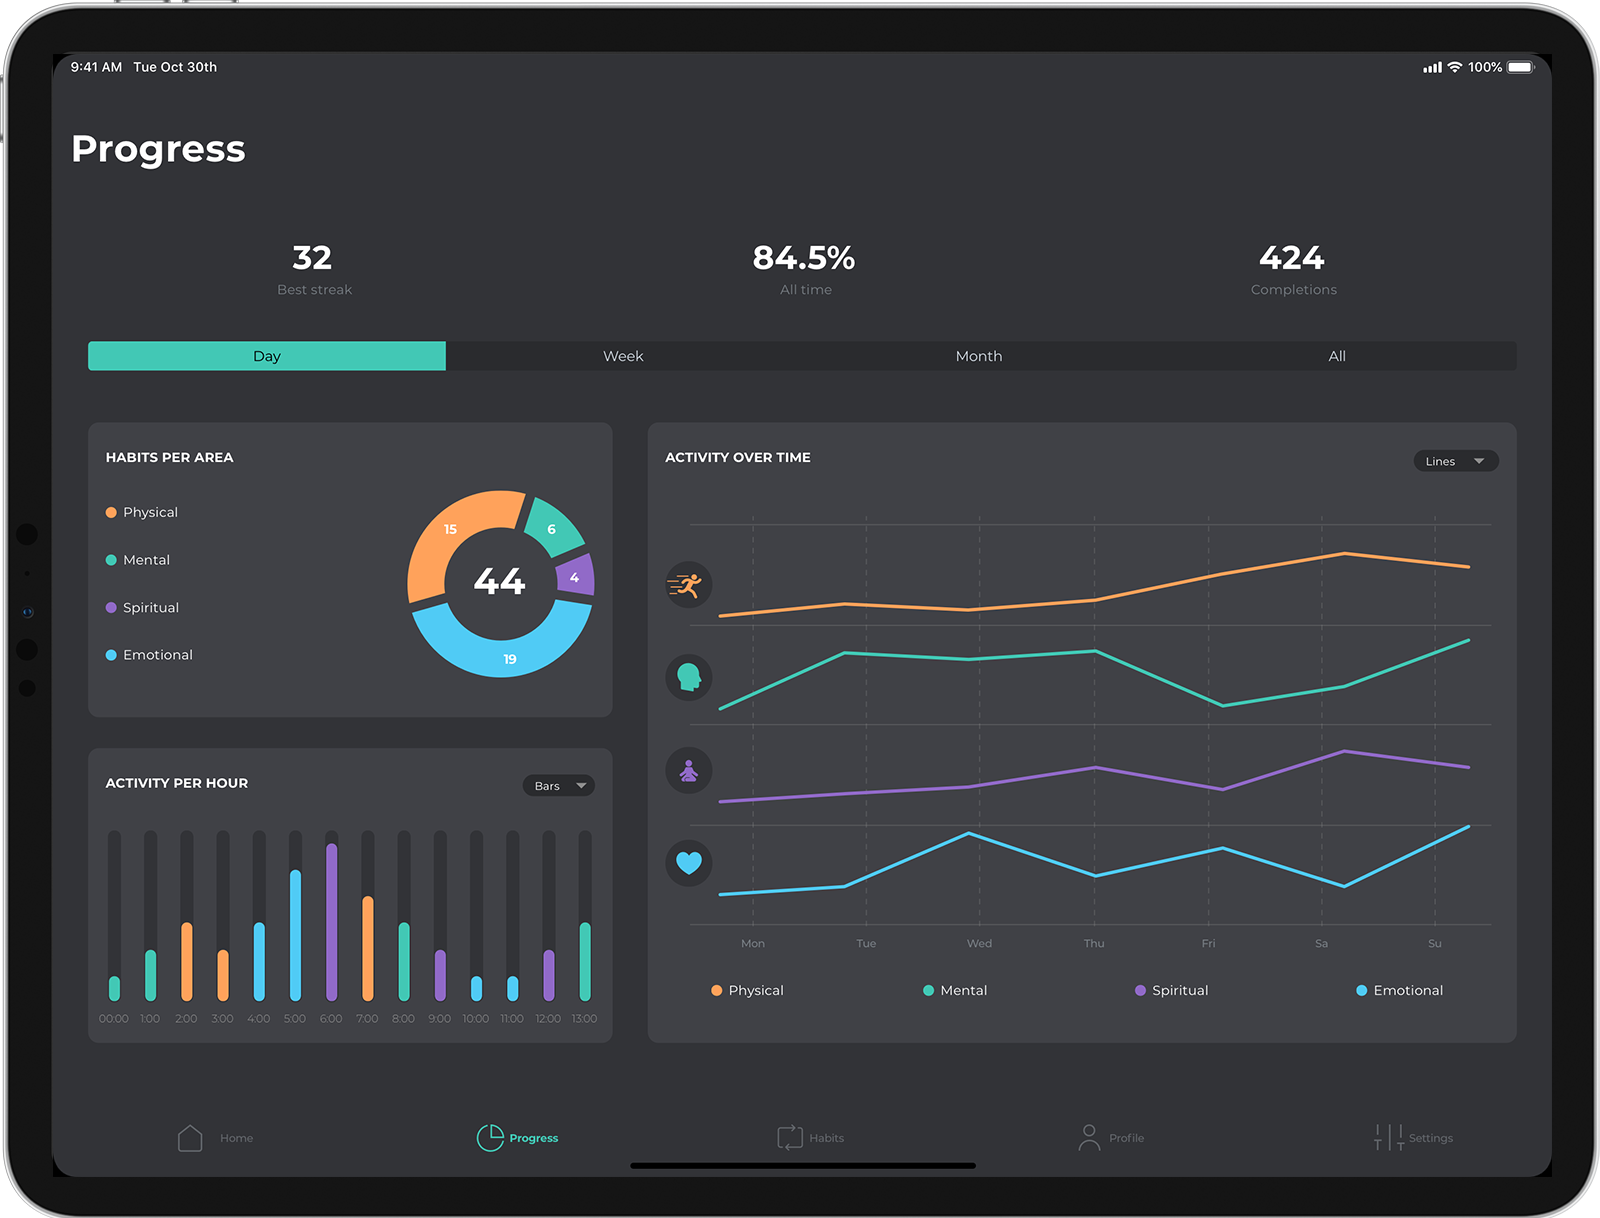 9:41 AM Tue Oct 30th 100%
Progress
32 84.5% 424
Best streak All time Completions
Day Week Month All
HABITS PER AREA
Physical
Mental
Spiritual
Emotional
15
6
4
44
19
ACTIVITY OVER TIME
Lines
Mon Tue Wed Thu Fri Sa Su
Physical Mental Spiritual Emotional
ACTIVITY PER HOUR
Bars
00:00 1:00 2:00 3:00 4:00 5:00 6:00 7:00 8:00 9:00 10:00 11:00 12:00 13:00
Home Progress Habits Profile Settings